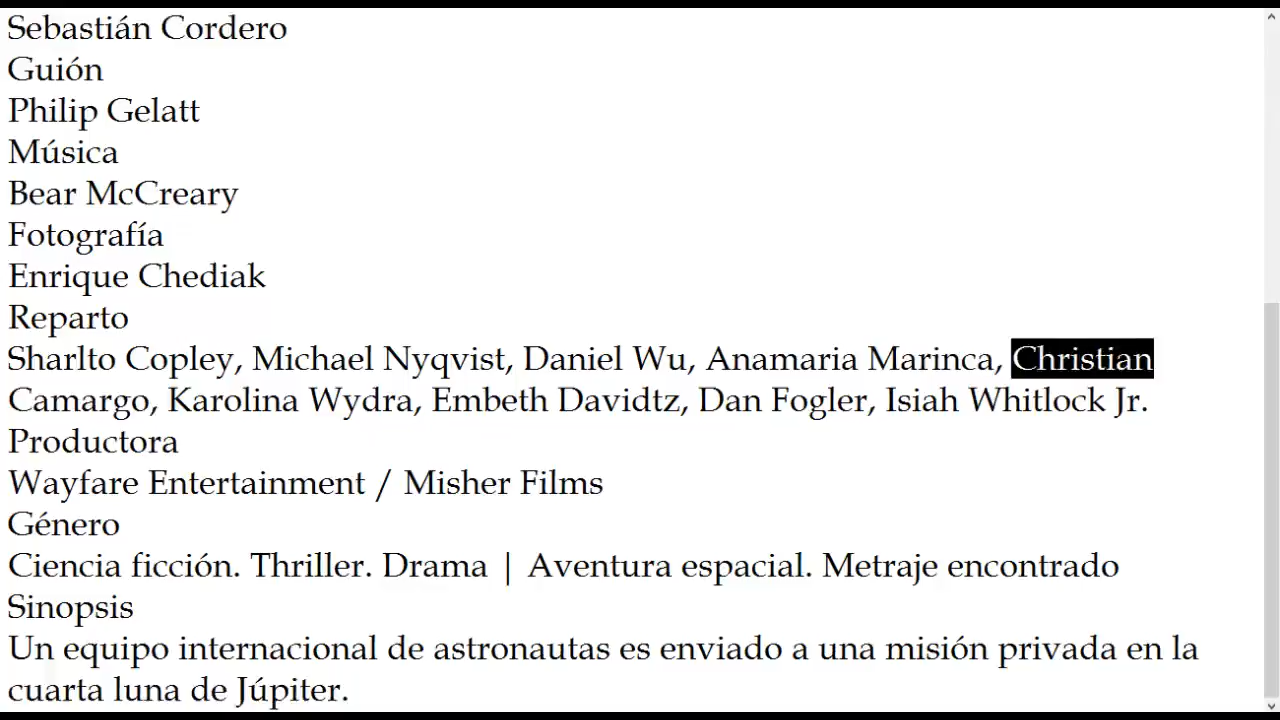 Sebastián Cordero
Guión
Philip Gelatt
Música
Bear McCreary
Fotografía
Enrique Chediak
Reparto
Sharlto Copley, Michael Nyqvist, Daniel Wu, Anamaria Marinca, Christian
Camargo, Karolina Wydra, Embeth Davidtz, Dan Fogler, Isiah Whitlock Jr.
Productora
Wayfare Entertainment / Misher Films
Género
Ciencia ficción. Thriller. Drama | Aventura espacial. Metraje encontrado
Sinopsis
Un equipo internacional de astronautas es enviado a una misión privada en la
cuarta luna de Júpiter.